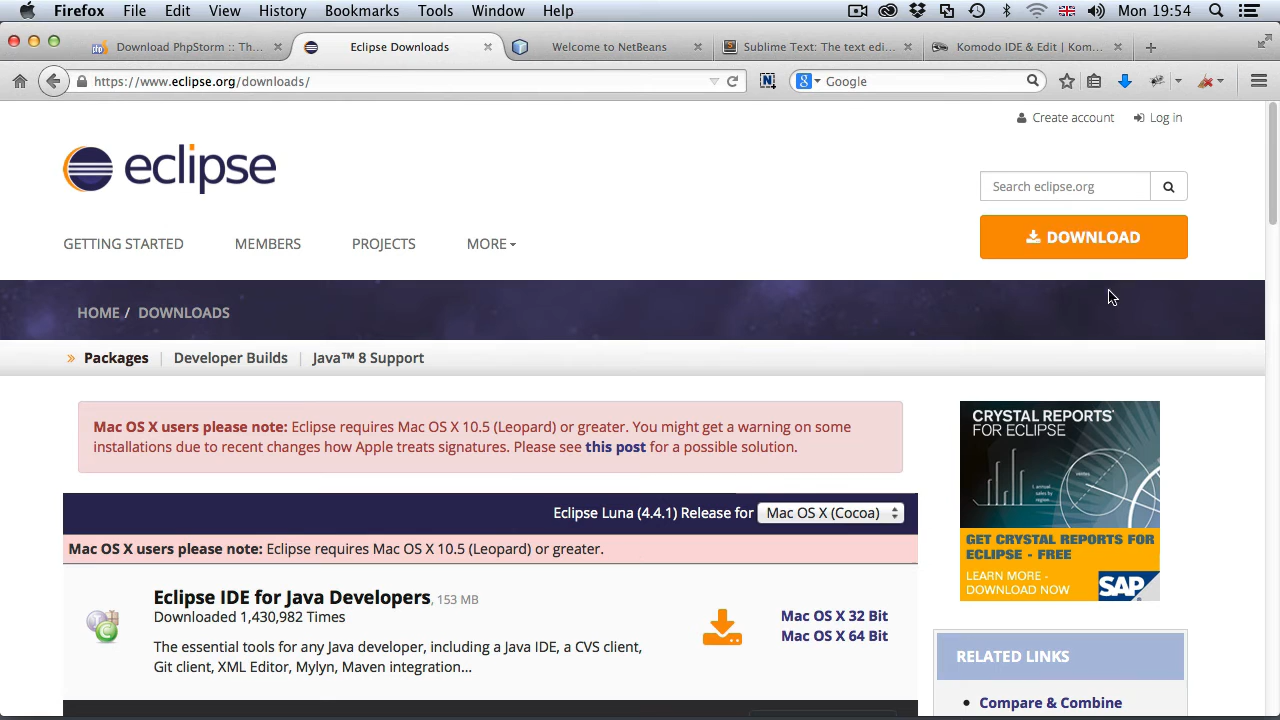 Firefox File Edit View History Bookmarks Tools Window Help Mon 19:54
Download PhpStorm :: Th... Eclipse Downloads Welcome to NetBeans Sublime Text: The text edi... Komodo IDE & Edit | Kom...
https://www.eclipse.org/downloads/ Google
Create account Log in
eclipse
Search eclipse.org
DOWNLOAD
GETTING STARTED MEMBERS PROJECTS MORE
HOME / DOWNLOADS
Packages Developer Builds Java™ 8 Support
Mac OS X users please note: Eclipse requires Mac OS X 10.5 (Leopard) or greater. You might get a warning on some
installations due to recent changes how Apple treats signatures. Please see this post for a possible solution.
Eclipse Luna (4.4.1) Release for Mac OS X (Cocoa)
Mac OS X users please note: Eclipse requires Mac OS X 10.5 (Leopard) or greater.
Eclipse IDE for Java Developers, 153 MB
Downloaded 1,430,982 Times
The essential tools for any Java developer, including a Java IDE, a CVS client,
Git client, XML Editor, Mylyn, Maven integration...
Mac OS X 32 Bit
Mac OS X 64 Bit
CRYSTAL REPORTS®
FOR ECLIPSE
GET CRYSTAL REPORTS FOR
ECLIPSE - FREE
LEARN MORE -
DOWNLOAD NOW
SAP
RELATED LINKS
Compare & Combine